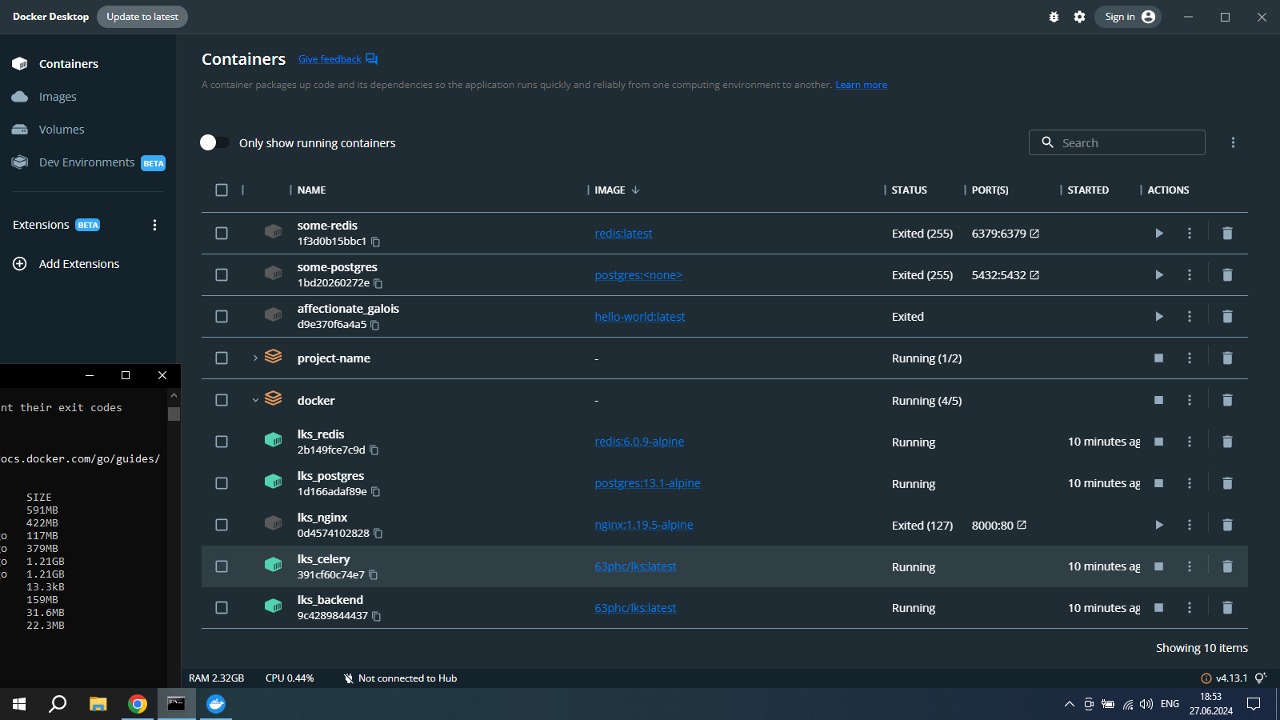 Docker Desktop Update to latest Sign in
Containers
Images
Volumes
Dev Environments BETA
Extensions BETA
Add Extensions
Containers Give feedback
A container packages up code and its dependencies so the application runs quickly and reliably from one computing environment to another. Learn more
Only show running containers Search
NAME IMAGE STATUS PORT(S) STARTED ACTIONS
some-redis
1f3d0b15bbc1 redis:latest Exited (255) 6379:6379
some-postgres
1bd20260272e postgres:<none> Exited (255) 5432:5432
affectionate_galois
d9e370f6a4a5 hello-world:latest Exited
project-name - Running (1/2)
docker - Running (4/5)
lks_redis
2b149fce7c9d redis:6.0.9-alpine Running 10 minutes ag
lks_postgres
1d166adaf89e postgres:13.1-alpine Running 10 minutes ag
lks_nginx
0d4574102828 nginx:1.19.5-alpine Exited (127) 8000:80
lks_celery
391cf60c74e7 63phc/lks:latest Running 10 minutes ag
lks_backend
9c4289844437 63phc/lks:latest Running 10 minutes ag
Showing 10 items
nt their exit codes
ocs.docker.com/go/guides/
SIZE
591MB
422MB
o 117MB
o 379MB
o 1.21GB
o 1.21GB
13.3kB
159MB
31.6MB
22.3MB
RAM 2.32GB CPU 0.44% Not connected to Hub v4.13.1
ENG 18:53
27.06.2024